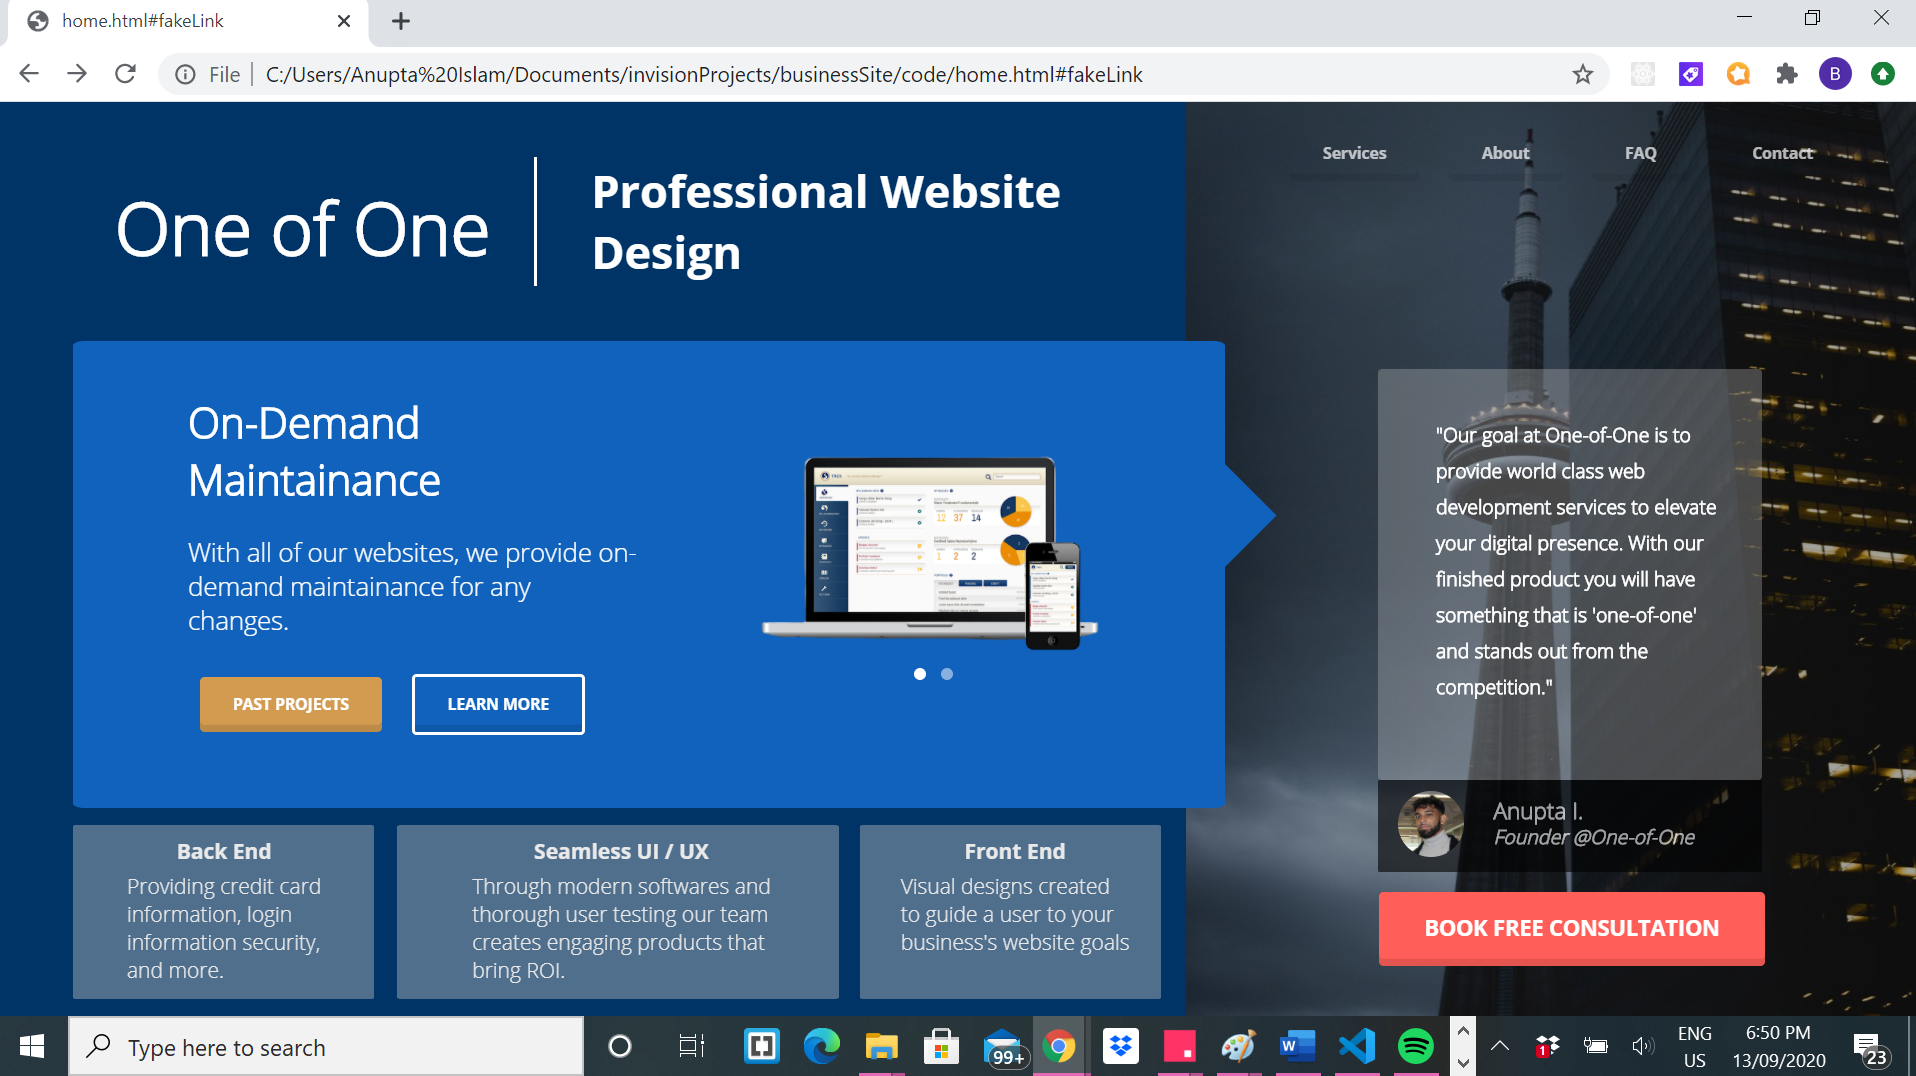 home.html#fakeLink
File
C:/Users/Anupta%20Islam/Documents/invisionProjects/businessSite/code/home.html#fakeLink
B
Services About FAQ Contact
One of One
Professional Website
Design
On-Demand
Maintainance
With all of our websites, we provide on-
demand maintainance for any
changes.
PAST PROJECTS
LEARN MORE
12 37 14
1 2 2
"Our goal at One-of-One is to
provide world class web
development services to elevate
your digital presence. With our
finished product you will have
something that is 'one-of-one'
and stands out from the
competition."
Anupta I.
Founder @One-of-One
BOOK FREE CONSULTATION
Back End
Providing credit card
information, login
information security,
and more.
Seamless UI / UX
Through modern softwares and
thorough user testing our team
creates engaging products that
bring ROI.
Front End
Visual designs created
to guide a user to your
business's website goals
Type here to search
99+
W
1
ENG
US
6:50 PM
13/09/2020
23